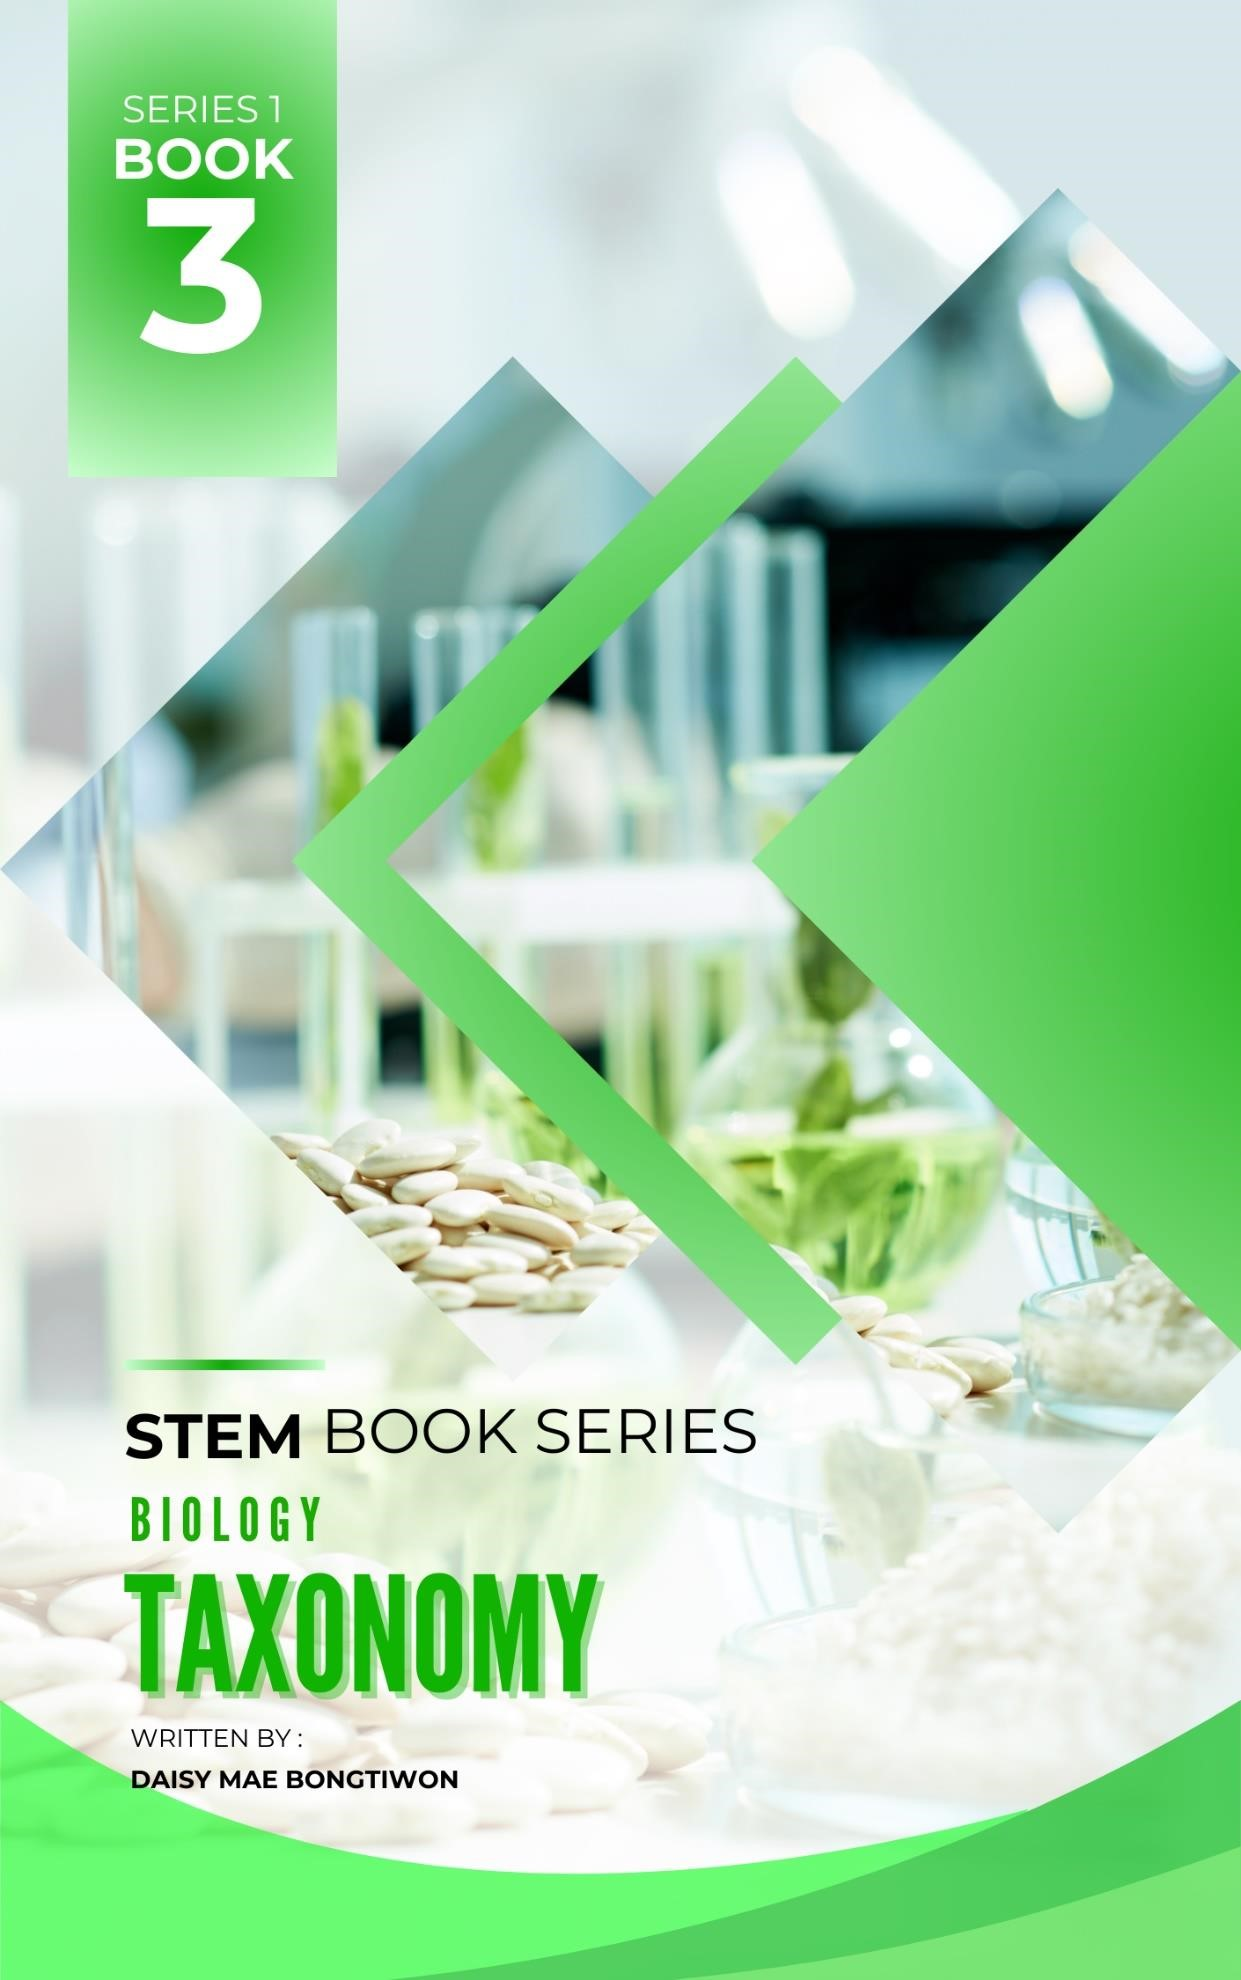 SERIES 1
BOOK
3
STEM BOOK SERIES
BIOLOGY
TAXONOMY
WRITTEN BY :
DAISY MAE BONGTIWON